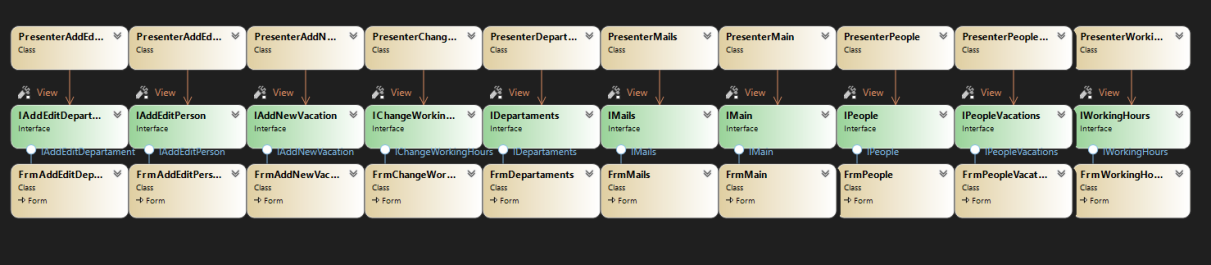 PresenterAddEd... PresenterAddEd... PresenterAddN... PresenterChang... PresenterDepart... PresenterMails PresenterMain PresenterPeople PresenterPeople... PresenterWorki...
Class Class Class Class Class Class Class Class Class Class
View View View View View View View View View View
IAddEditDepart... IAddEditPerson IAddNewVacation IChangeWorkin... IDepartaments IMails IMain IPeople IPeopleVacations IWorkingHours
Interface Interface Interface Interface Interface Interface Interface Interface Interface Interface
IAddEditDepartament IAddEditPerson IAddNewVacation IChangeWorkingHours IDepartaments IMails IMain IPeople IPeopleVacations IWorkingHours
FrmAddEditDep... FrmAddEditPers... FrmAddNewVac... FrmChangeWor... FrmDepartaments FrmMails FrmMain FrmPeople FrmPeopleVacat... FrmWorkingHo...
Class Class Class Class Class Class Class Class Class Class
Form Form Form Form Form Form Form Form Form Form